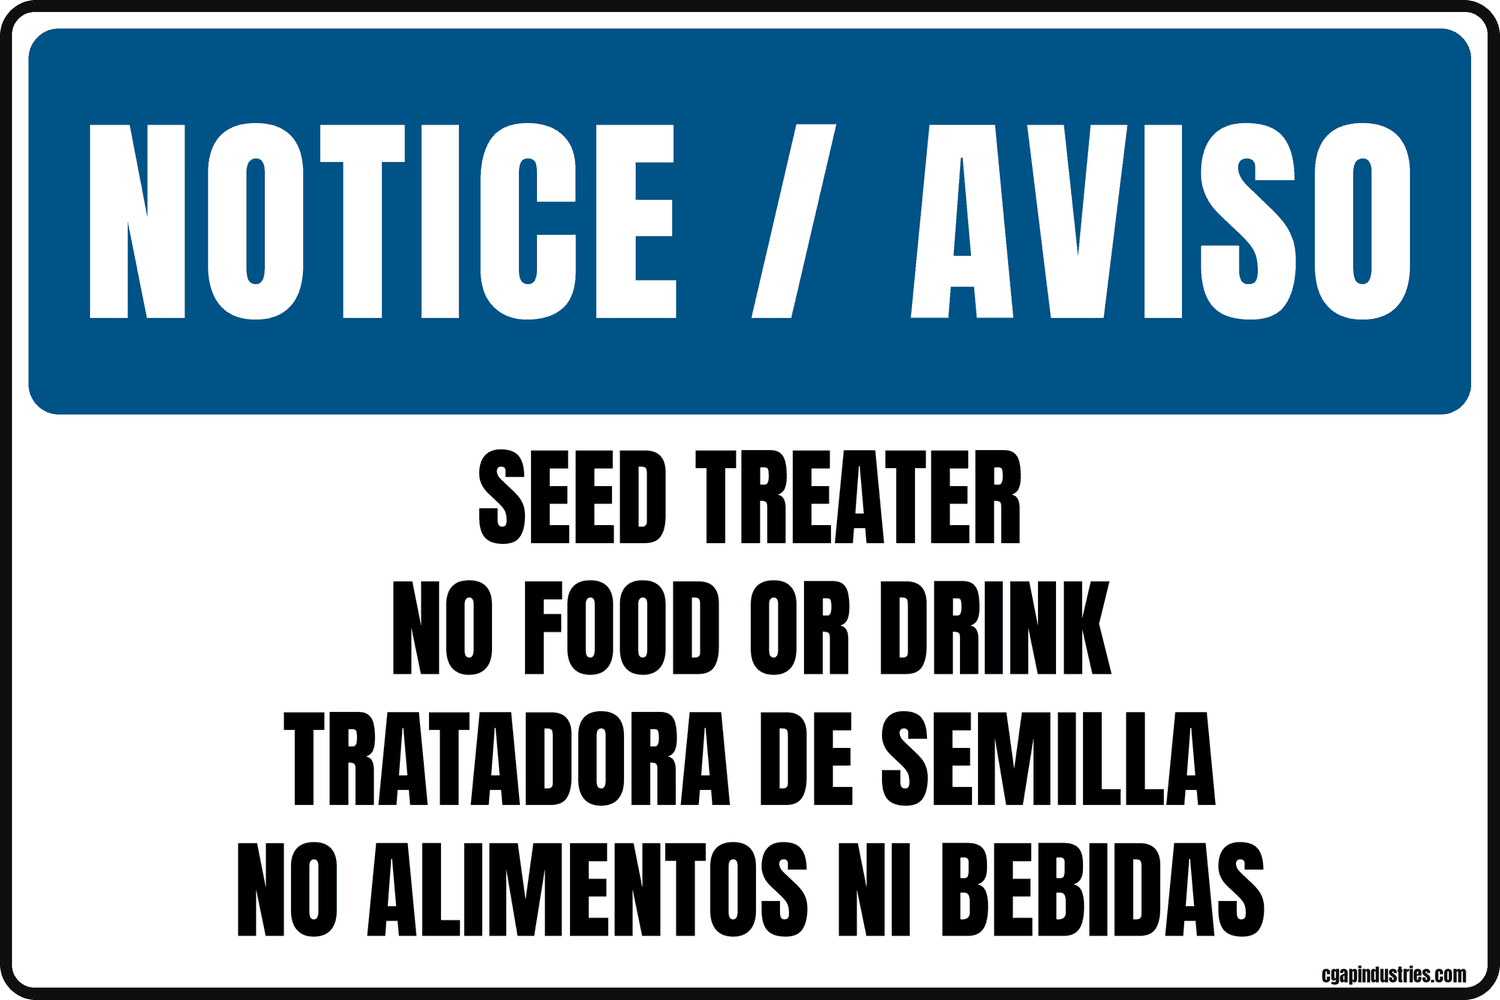 NOTICE / AVISO
SEED TREATER
NO FOOD OR DRINK
TRATADORA DE SEMILLA
NO ALIMENTOS NI BEBIDAS
cgapindustries.com